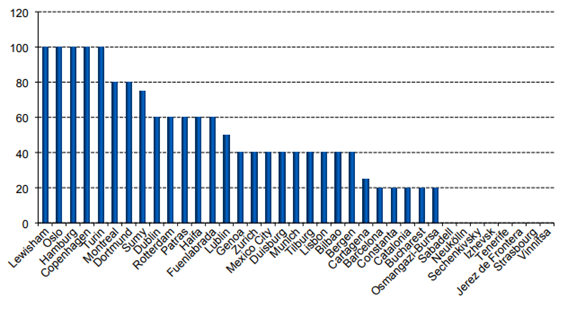 120
100
80
60
40
20
0
Lewisham
Oslo
Hamburg
Copenhagen
Turin
Montreal
Dortmund
Sumy
Dublin
Rotterdam
Patras
Haifa
Fuenlabrada
Lublin
Genoa
Zurich
Mexico City
Duisburg
Munich
Tilburg
Lisbon
Bilbao
Bergen
Cartagena
Barcelona
Constanta
Catalonia
Bucharest
Osmangazi-Bursa
Sabadell
Neukölln
Sechenkivsky
Izhevsk
Tenerife
Jerez de Frontera
Strasbourg
Vinnitsa